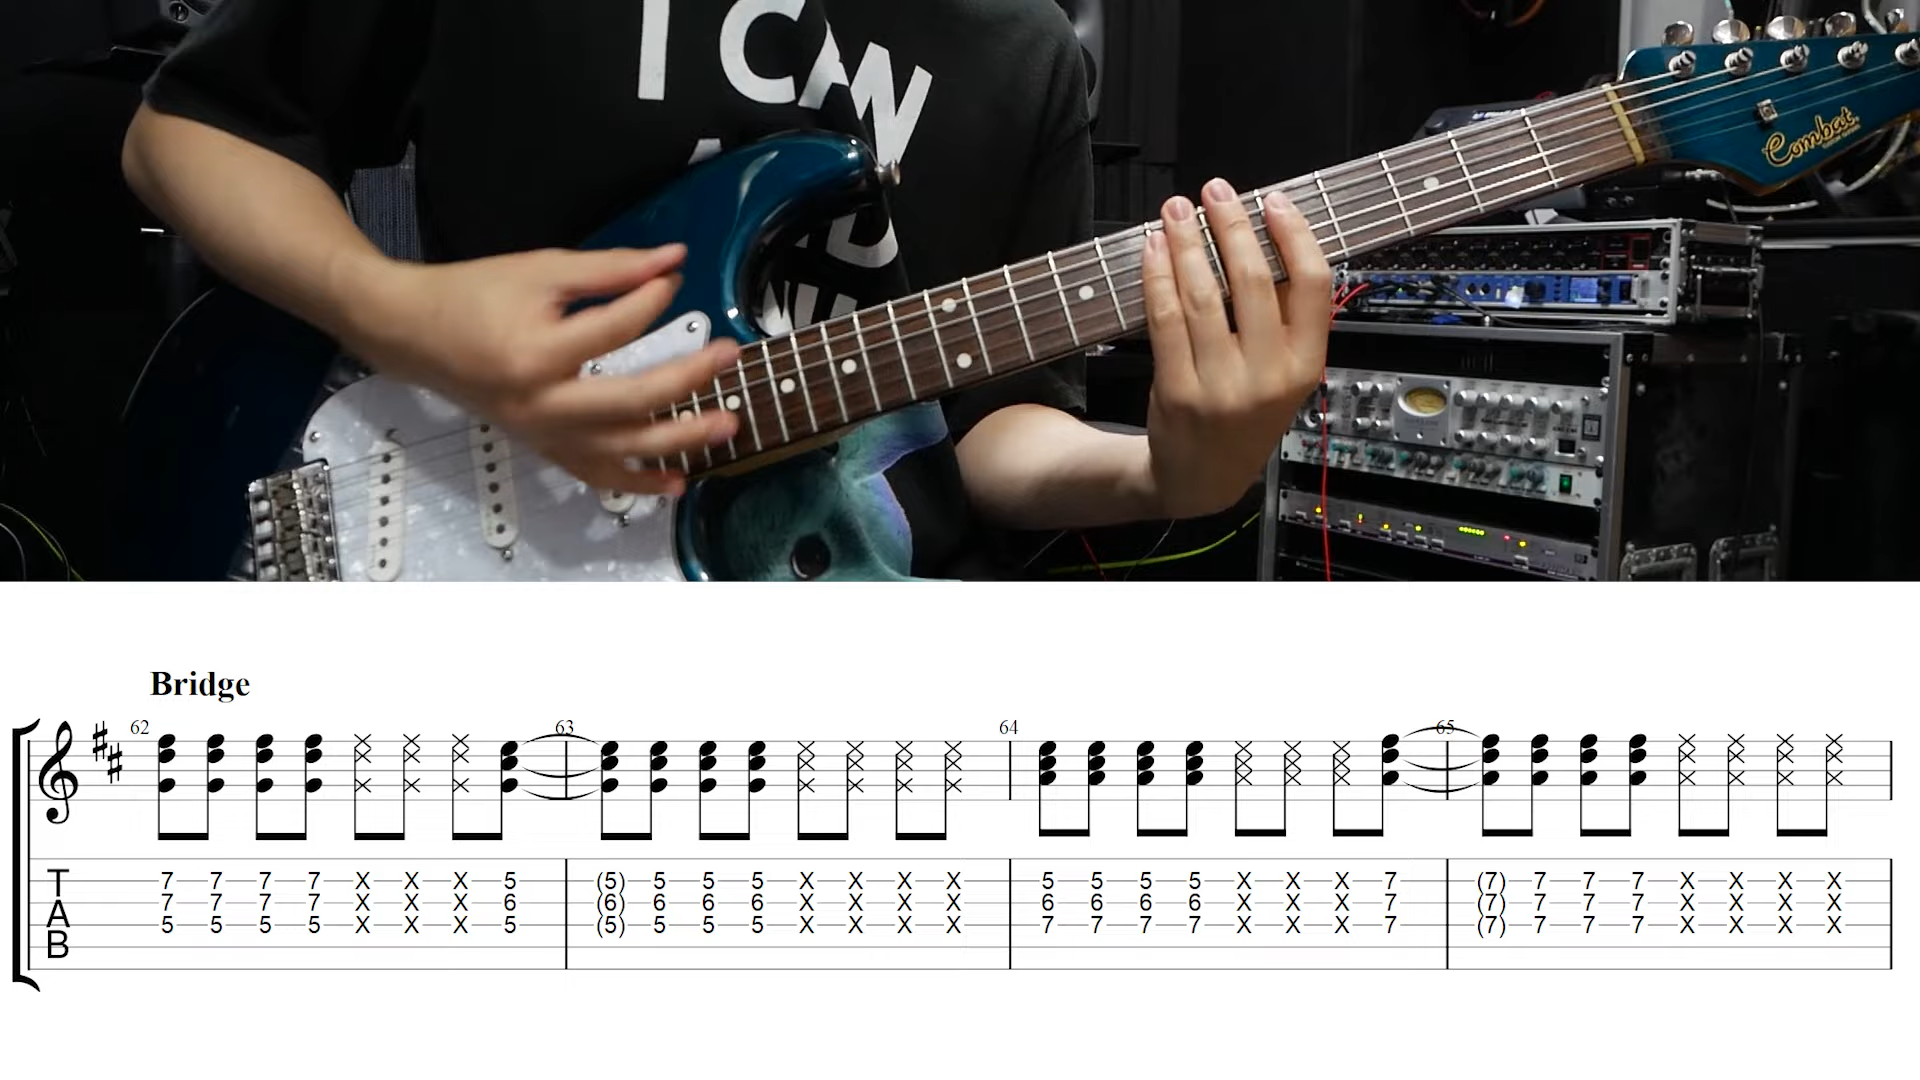 I CAN
Combat
Bridge
62 63 64 65
T 7 7 7 7 X X X 5 (5) 5 5 5 X X X X 5 5 5 5 X X X 7 (7) 7 7 7 X X X X
A 7 7 7 7 X X X 6 (6) 6 6 6 X X X X 6 6 6 6 X X X 7 (7) 7 7 7 X X X X
B 5 5 5 5 X X X 5 (5) 5 5 5 X X X X 7 7 7 7 X X X 7 (7) 7 7 7 X X X X